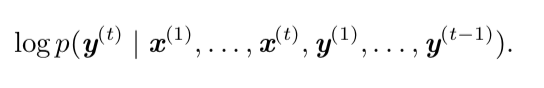 log p(𝒚⁽ᵗ⁾ | 𝒙⁽¹⁾, . . . , 𝒙⁽ᵗ⁾, 𝒚⁽¹⁾, . . . , 𝒚⁽ᵗ⁻¹⁾).